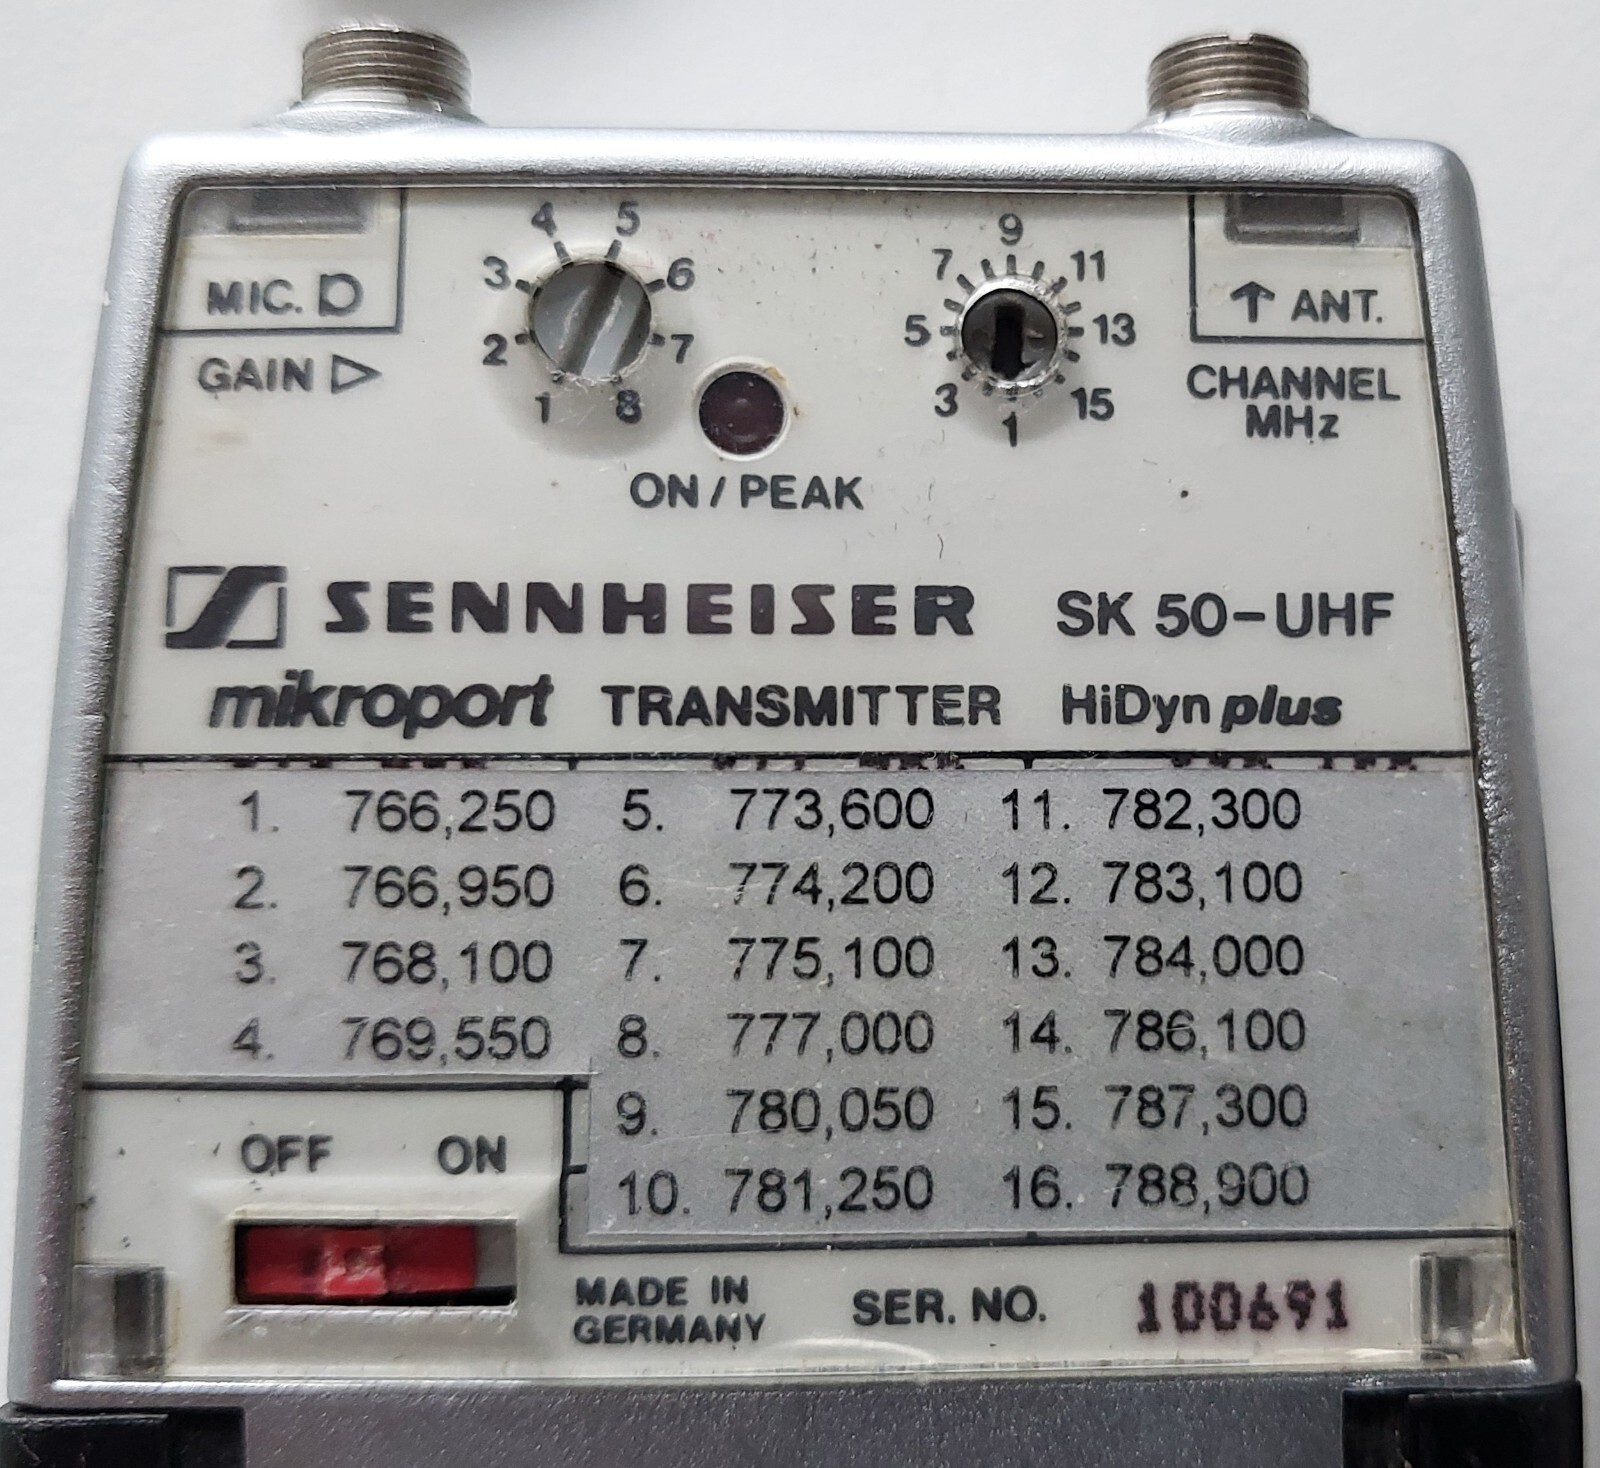 4 5
3 6
2 7
1 8
9
7 11
5 13
3 15
1
MIC.
GAIN
ANT.
CHANNEL
MHz
ON / PEAK
SENNHEISER SK 50-UHF
mikroport TRANSMITTER HiDyn plus
1. 766,250 5. 773,600 11. 782,300
2. 766,950 6. 774,200 12. 783,100
3. 768,100 7. 775,100 13. 784,000
4. 769,550 8. 777,000 14. 786,100
9. 780,050 15. 787,300
10. 781,250 16. 788,900
OFF ON
MADE IN
GERMANY
SER. NO. 100691